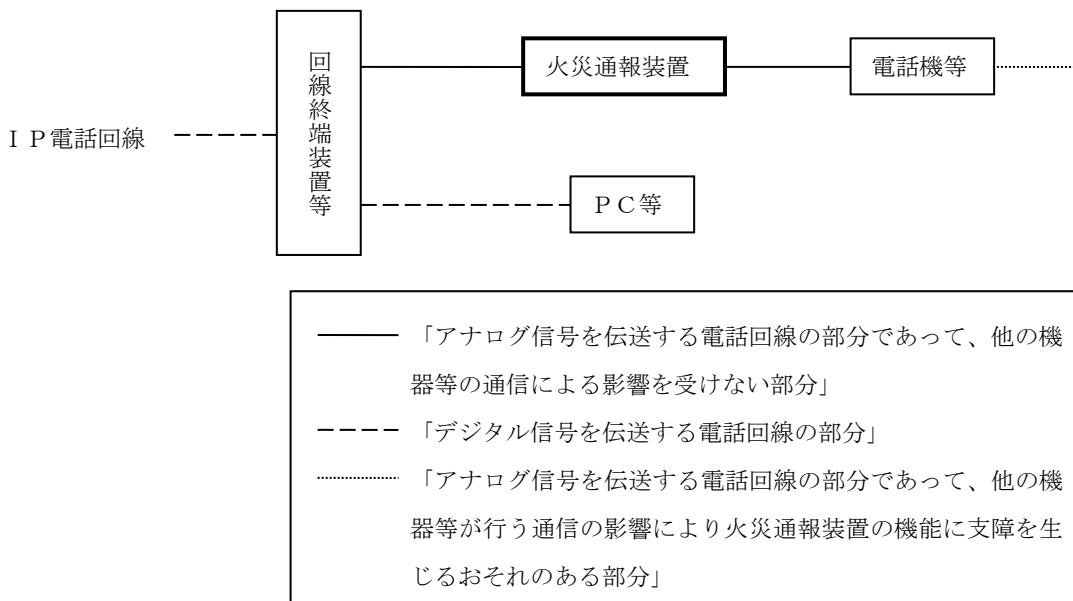 回線終端装置等
火災通報装置
電話機等
ＩＰ電話回線
ＰＣ等
「アナログ信号を伝送する電話回線の部分であって、他の機
器等の通信による影響を受けない部分」
「デジタル信号を伝送する電話回線の部分」
「アナログ信号を伝送する電話回線の部分であって、他の機
器等が行う通信の影響により火災通報装置の機能に支障を生
じるおそれのある部分」